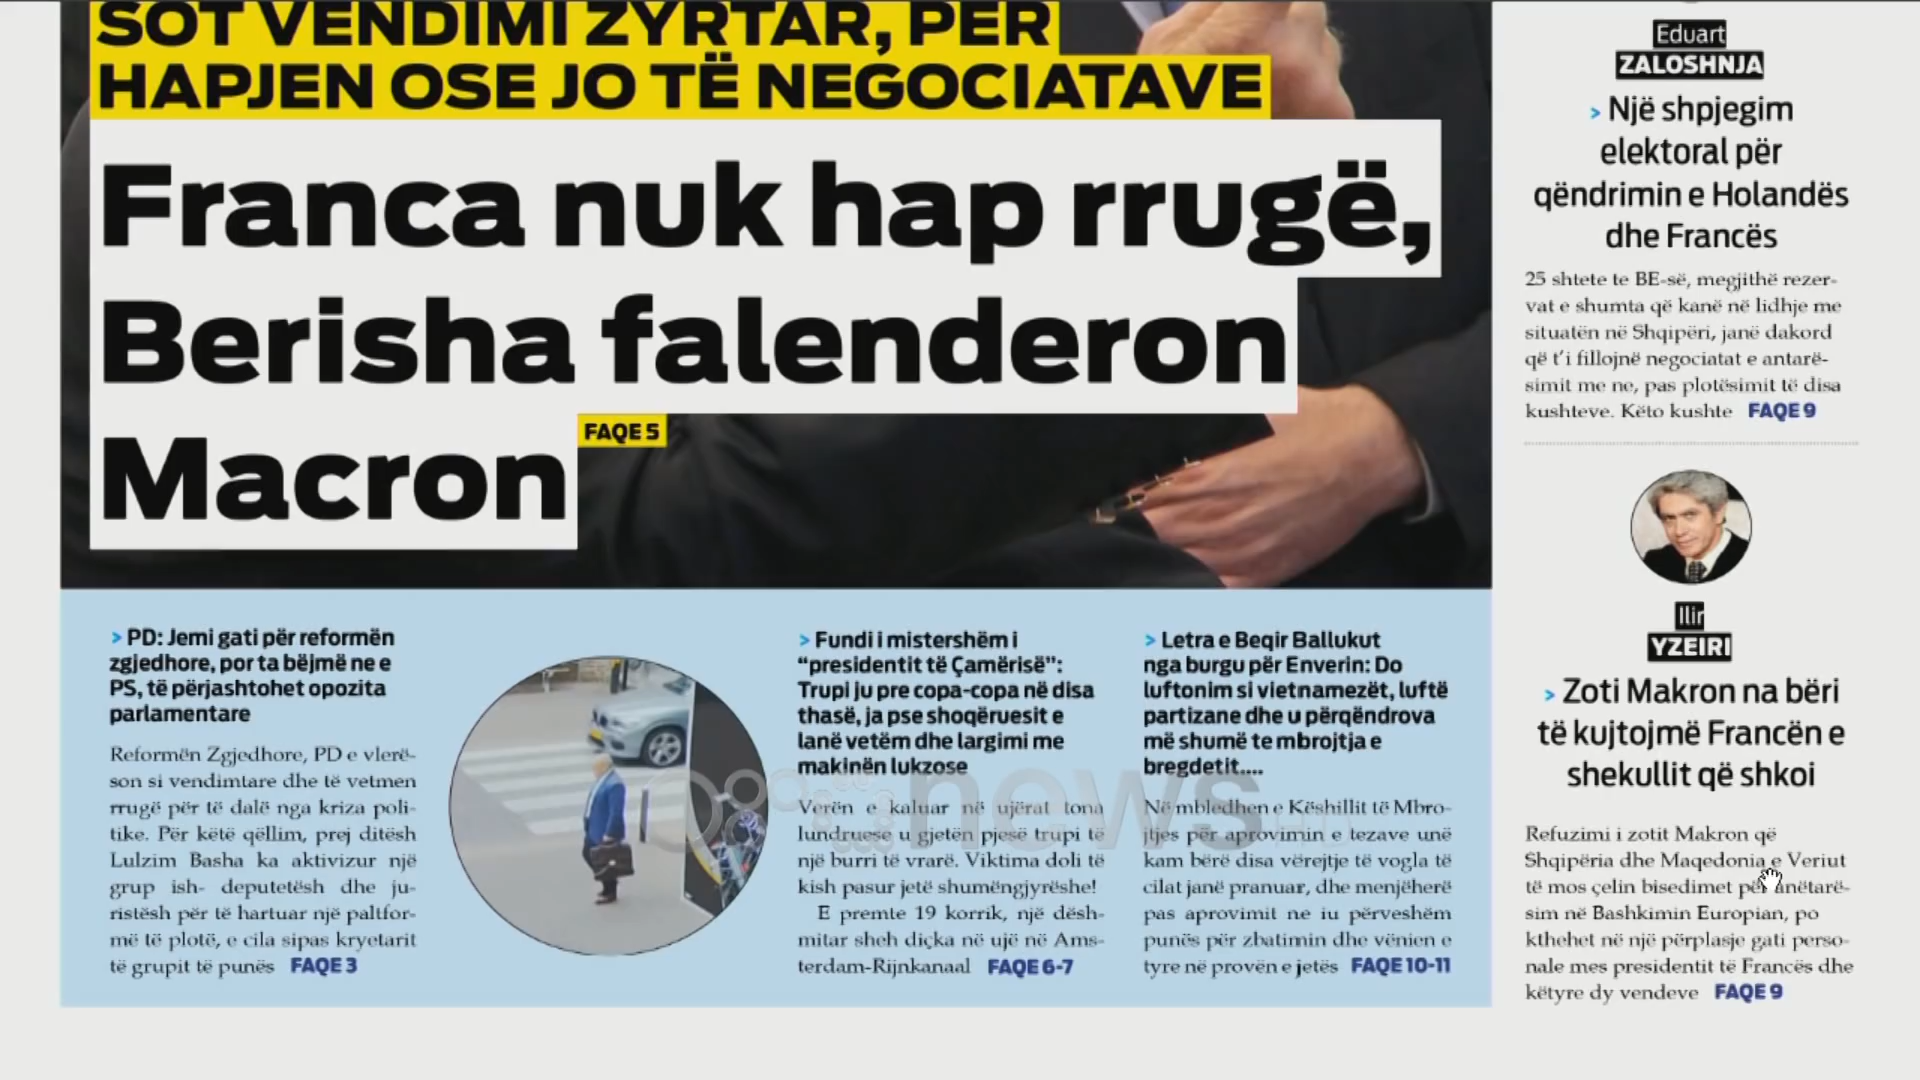 SOT VENDIMI ZYRTAR, PËR
HAPJEN OSE JO TË NEGOCIATAVE
Franca nuk hap rrugë,
Berisha falenderon
Macron
FAQE 5
> PD: Jemi gati për reformën
zgjedhore, por ta bëjmë ne e
PS, të përjashtohet opozita
parlamentare
Reformën Zgjedhore, PD e vlerë-
son si vendimtare dhe të vetmen
rrugë për të dalë nga kriza poli-
tike. Për këtë qëllim, prej ditësh
Lulzim Basha ka aktivizur një
grup ish- deputetësh dhe ju-
ristësh për të hartuar një paltfor-
më të plotë, e cila sipas kryetarit
të grupit të punës FAQE 3
> Fundi i mistershëm i
“presidentit të Çamërisë”:
Trupi ju pre copa-copa në disa
thasë, ja pse shoqëruesit e
lanë vetëm dhe largimi me
makinën lukzose
Verën e kaluar në ujërat tona
lundruese u gjetën pjesë trupi të
një burri të vrarë. Viktima doli të
kish pasur jetë shumëngjyrëshe!
E premte 19 korrik, një dësh-
mitar sheh diçka në ujë në Ams-
terdam-Rijnkanaal FAQE 6-7
> Letra e Beqir Ballukut
nga burgu për Enverin: Do
luftonim si vietnamezët, luftë
partizane dhe u përqëndrova
më shumë te mbrojtja e
bregdetit....
Në mbledhen e Këshillit të Mbro-
jtjes për aprovimin e tezave unë
kam bërë disa vërejtje të vogla të
cilat janë pranuar, dhe menjëherë
pas aprovimit ne iu përveshëm
punës për zbatimin dhe vënien e
tyre në provën e jetës FAQE 10-11
news
Eduart
ZALOSHNJA
> Një shpjegim
elektoral për
qëndrimin e Holandës
dhe Francës
25 shtete te BE-së, megjithë rezer-
vat e shumta që kanë në lidhje me
situatën në Shqipëri, janë dakord
që t’i fillojnë negociatat e antarë-
simit me ne, pas plotësimit të disa
kushteve. Këto kushte FAQE 9
Ilir
YZEIRI
> Zoti Makron na bëri
të kujtojmë Francën e
shekullit që shkoi
Refuzimi i zotit Makron që
Shqipëria dhe Maqedonia e Veriut
të mos çelin bisedimet për anëtarë-
sim në Bashkimin Europian, po
kthehet në një përplasje gati perso-
nale mes presidentit të Francës dhe
këtyre dy vendeve FAQE 9